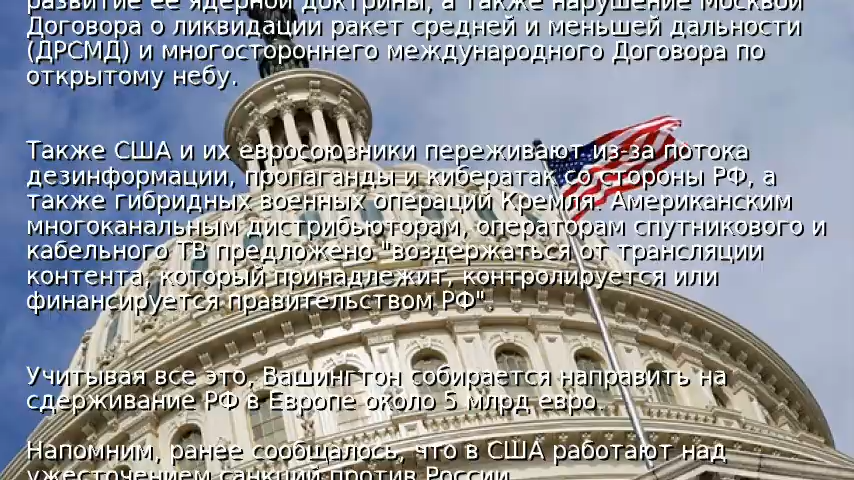 развитие ее ядерной доктрины, а также нарушение Москвой
Договора о ликвидации ракет средней и меньшей дальности
(ДРСМД) и многостороннего международного Договора по
открытому небу.
Также США и их евросоюзники переживают из-за потока
дезинформации, пропаганды и кибератак со стороны РФ, а
также гибридных военных операций Кремля. Американским
многоканальным дистрибьюторам, операторам спутникового и
кабельного ТВ предложено "воздержаться от трансляции
контента, который принадлежит, контролируется или
финансируется правительством РФ".
Учитывая все это, Вашингтон собирается направить на
сдерживание РФ в Европе около 5 млрд евро.
Напомним, ранее сообщалось, что в США работают над
ужесточением санкций против России.